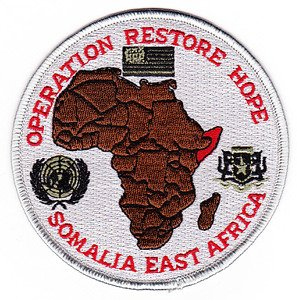 OPERATION RESTORE HOPE
SOMALIA EAST AFRICA